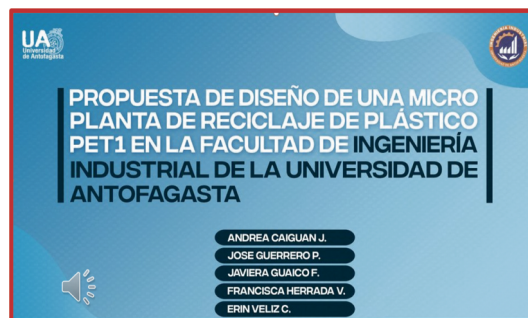 UA
Universidad
de Antofagasta
PROPUESTA DE DISEÑO DE UNA MICRO
PLANTA DE RECICLAJE DE PLÁSTICO
PET1 EN LA FACULTAD DE INGENIERÍA
INDUSTRIAL DE LA UNIVERSIDAD DE
ANTOFAGASTA
ANDREA CAIGUAN J.
JOSE GUERRERO P.
JAVIERA GUAICO F.
FRANCISCA HERRADA V.
ERIN VELIZ C.